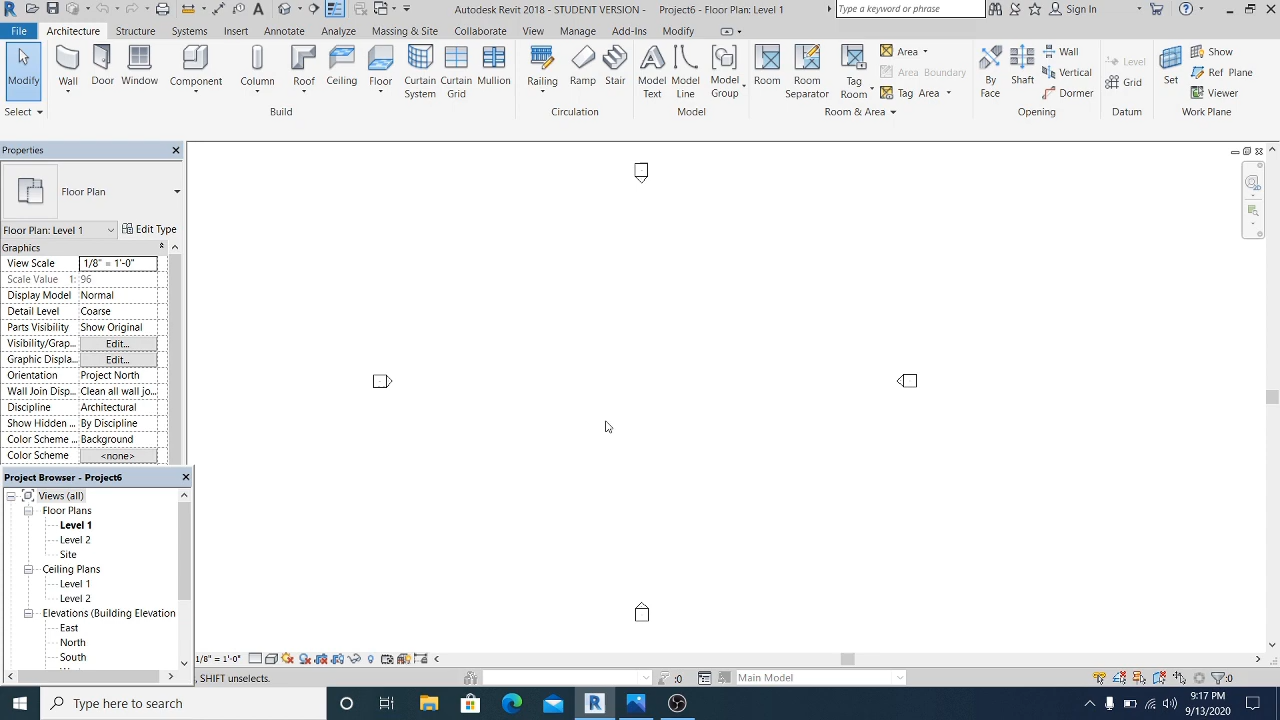 Autodesk Revit 2018 - STUDENT VERSION - Project6 - Floor Plan: Level 1
Type a keyword or phrase
Sign In
File Architecture Structure Systems Insert Annotate Analyze Massing & Site Collaborate View Manage Add-Ins Modify
Modify
Wall
Door
Window
Component
Column
Roof
Ceiling
Floor
Curtain System
Curtain Grid
Mullion
Railing
Ramp
Stair
Model Text
Model Line
Model Group
Room
Room Separator
Tag Room
Area
Area Boundary
Tag Area
By Face
Shaft
Wall
Vertical
Dormer
Level
Grid
Set
Show
Ref Plane
Viewer
Select
Build
Circulation
Model
Room & Area
Opening
Datum
Work Plane
Properties
Floor Plan
Floor Plan: Level 1
Edit Type
Graphics
View Scale 1/8" = 1'-0"
Scale Value 1: 96
Display Model Normal
Detail Level Coarse
Parts Visibility Show Original
Visibility/Grap... Edit...
Graphic Displa... Edit...
Orientation Project North
Wall Join Disp... Clean all wall jo...
Discipline Architectural
Show Hidden ... By Discipline
Color Scheme ... Background
Color Scheme <none>
Project Browser - Project6
Views (all)
Floor Plans
Level 1
Level 2
Site
Ceiling Plans
Level 1
Level 2
Elevations (Building Elevation
East
North
South
1/8" = 1'-0"
, SHIFT unselects.
:0
Main Model
:0
Type here to search
9:17 PM
9/13/2020